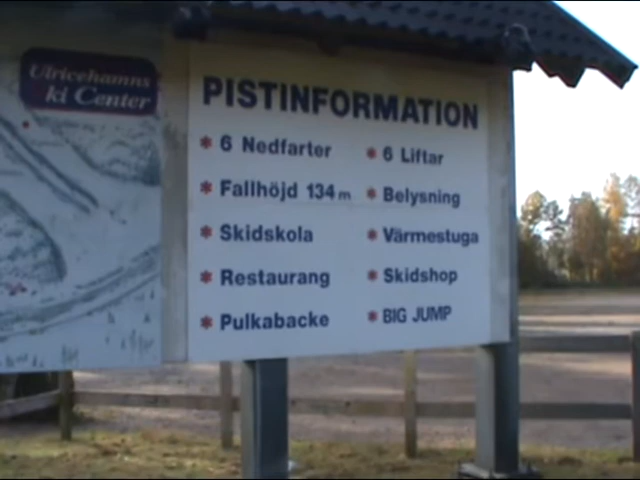 Ulricehamns
ki Center
PISTINFORMATION
* 6 Nedfarter
* Fallhöjd 134 m
* Skidskola
* Restaurang
* Pulkabacke
* 6 Liftar
* Belysning
* Värmestuga
* Skidshop
* BIG JUMP